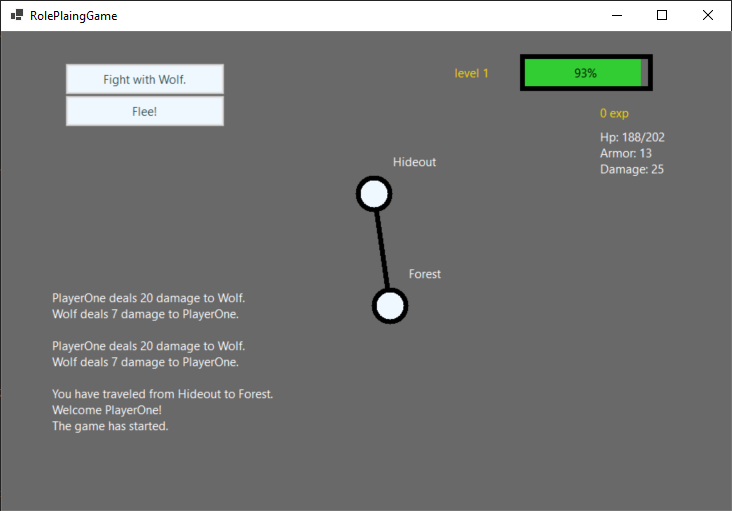 RolePlaingGame
Fight with Wolf.
Flee!
level 1
93%
0 exp
Hp: 188/202
Armor: 13
Damage: 25
Hideout
Forest
PlayerOne deals 20 damage to Wolf.
Wolf deals 7 damage to PlayerOne.
PlayerOne deals 20 damage to Wolf.
Wolf deals 7 damage to PlayerOne.
You have traveled from Hideout to Forest.
Welcome PlayerOne!
The game has started.